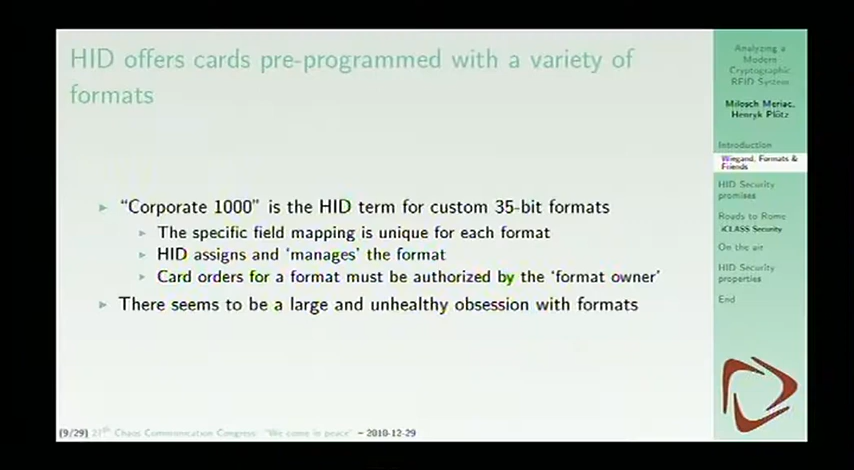 HID offers cards pre-programmed with a variety of
formats
▸ “Corporate 1000” is the HID term for custom 35-bit formats
▸ The specific field mapping is unique for each format
▸ HID assigns and ‘manages’ the format
▸ Card orders for a format must be authorized by the ‘format owner’
▸ There seems to be a large and unhealthy obsession with formats
Analyzing a
Modern
Cryptographic
RFID System
Milosch Meriac,
Henryk Plötz
Introduction
Wiegand, Formats &
Friends
HID Security
promises
Roads to Rome
iCLASS Security
On the air
HID Security
properties
End
(9/29) 27th Chaos Communication Congress: "We come in peace" – 2010-12-29